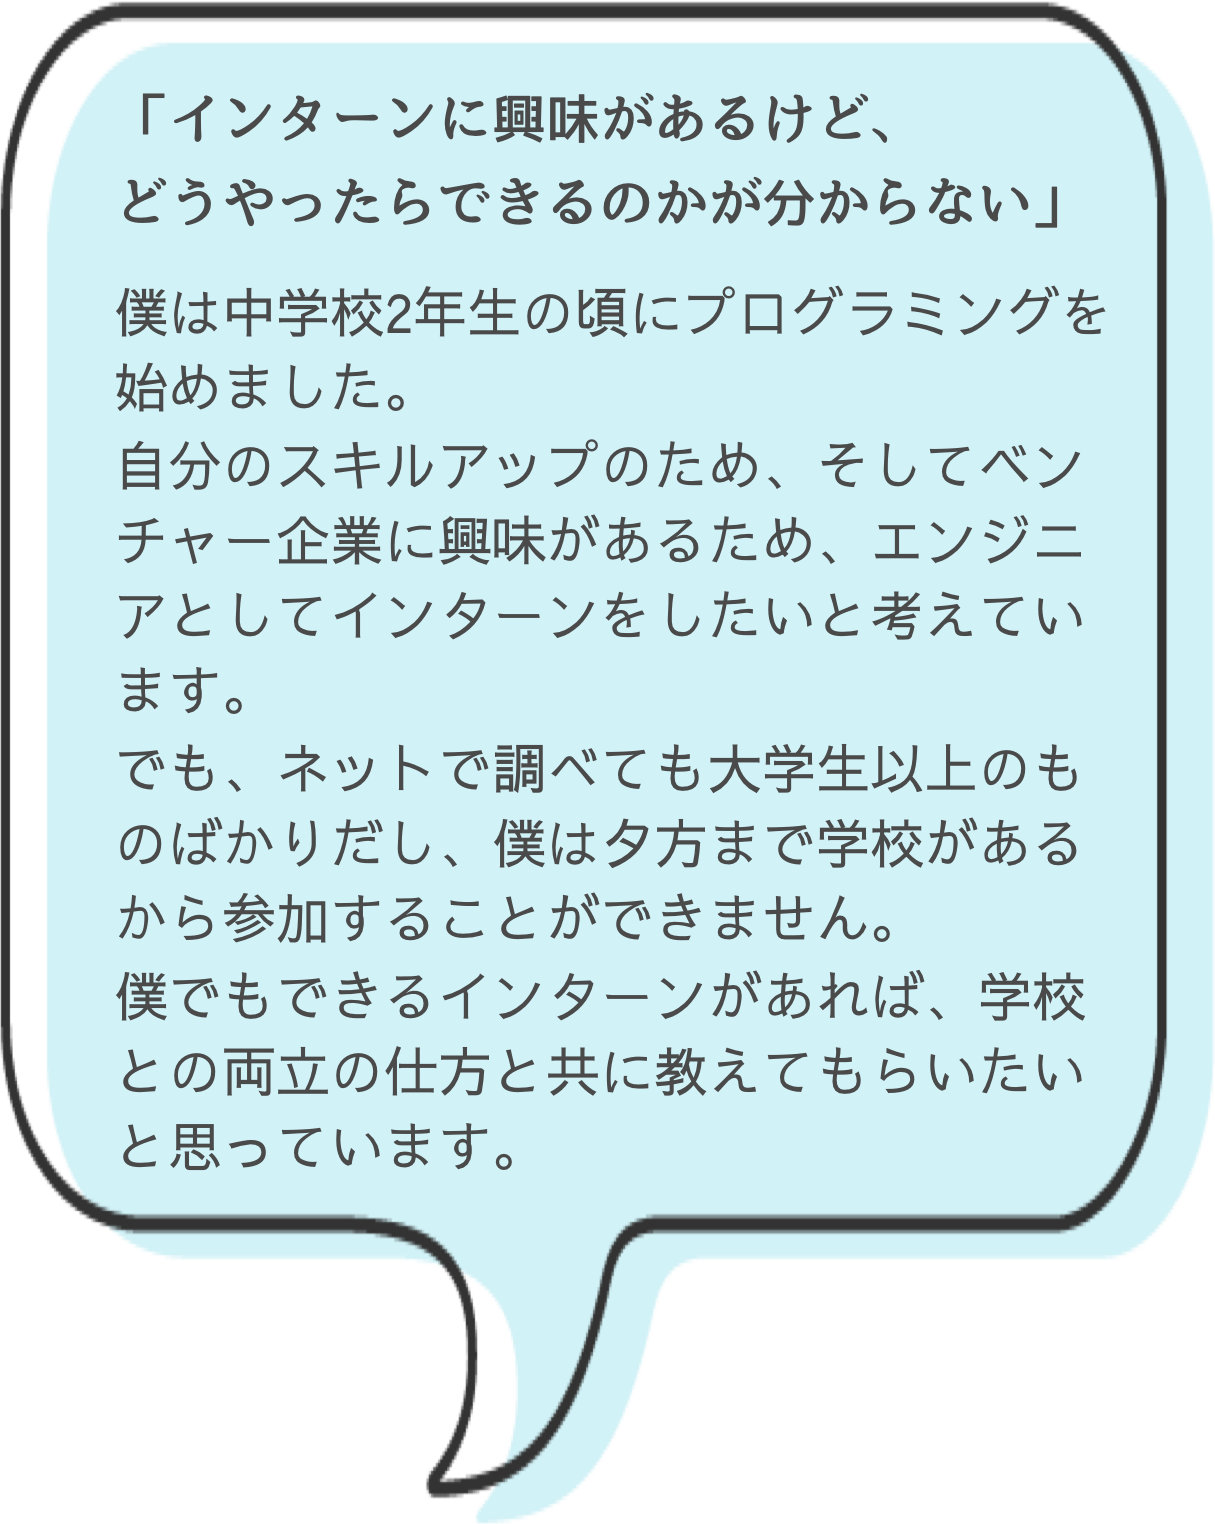 「インターンに興味があるけど、
どうやったらできるのかが分からない」
僕は中学校2年生の頃にプログラミングを
始めました。
自分のスキルアップのため、そしてベン
チャー企業に興味があるため、エンジニ
アとしてインターンをしたいと考えてい
ます。
でも、ネットで調べても大学生以上のも
のばかりだし、僕は夕方まで学校がある
から参加することができません。
僕でもできるインターンがあれば、学校
との両立の仕方と共に教えてもらいたい
と思っています。